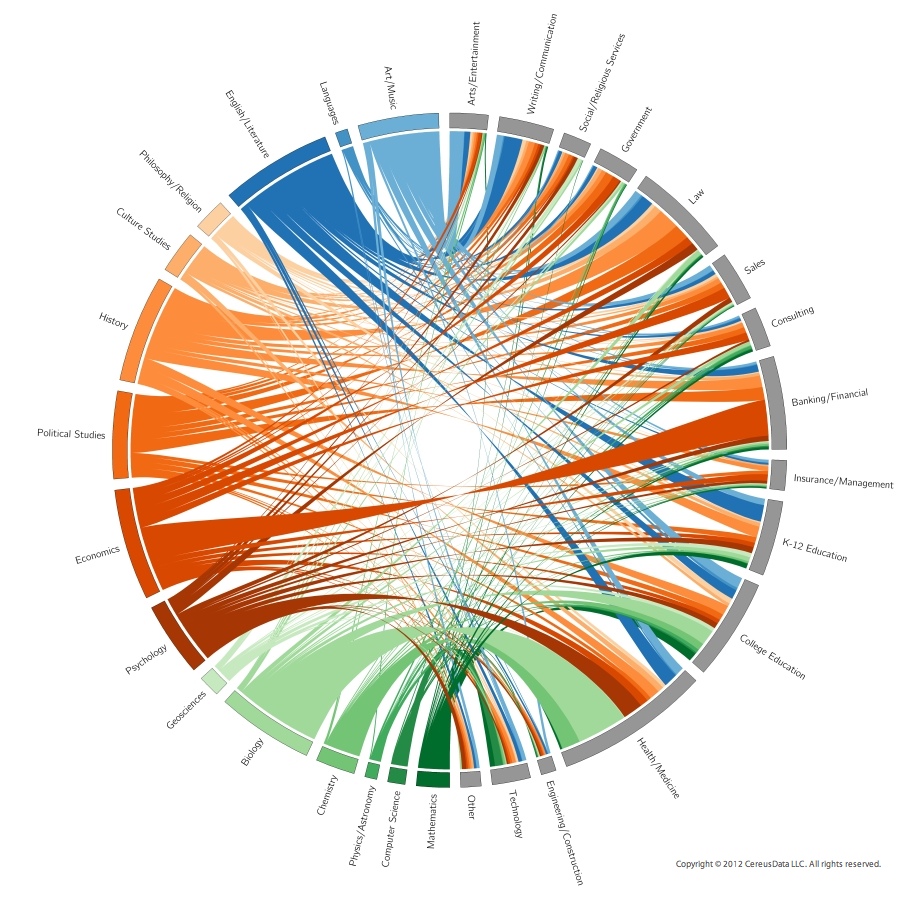 Arts/Entertainment
Writing/Communication
Social/Religious Services
Government
Law
Sales
Consulting
Banking/Financial
Insurance/Management
K-12 Education
College Education
Health/Medicine
Engineering/Construction
Technology
Other
Mathematics
Computer Science
Physics/Astronomy
Chemistry
Biology
Geosciences
Psychology
Economics
Political Studies
History
Culture Studies
Philosophy/Religion
English/Literature
Languages
Art/Music
Copyright © 2012 CereusData LLC. All rights reserved.